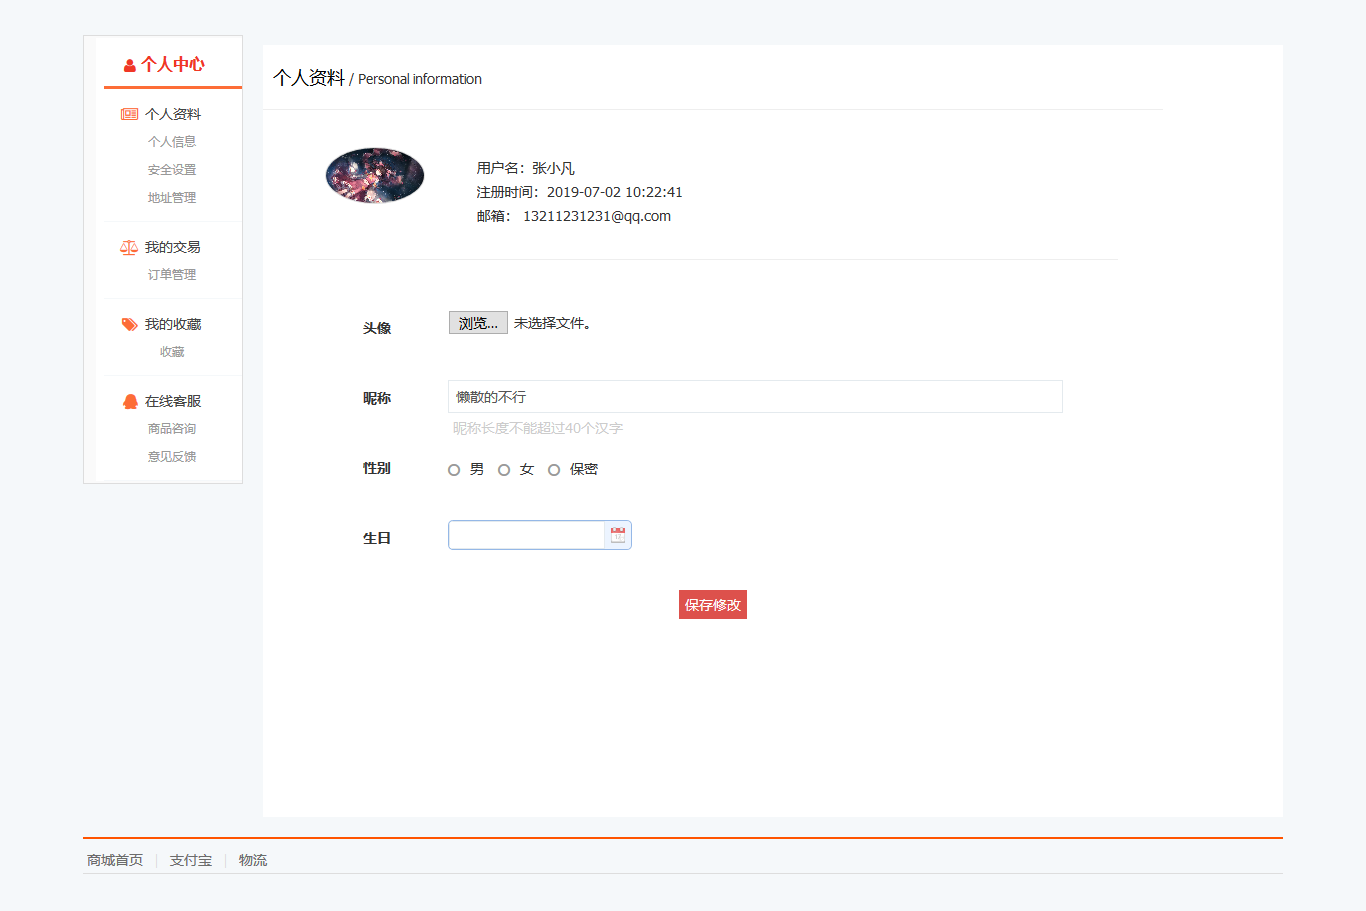 个人中心
个人资料
个人信息
安全设置
地址管理
我的交易
订单管理
我的收藏
收藏
在线客服
商品咨询
意见反馈
个人资料 / Personal information
用户名：张小凡
注册时间：2019-07-02 10:22:41
邮箱： 13211231231@qq.com
头像 浏览... 未选择文件。
昵称 懒散的不行
昵称长度不能超过40个汉字
性别 男 女 保密
生日
保存修改
商城首页 支付宝 物流